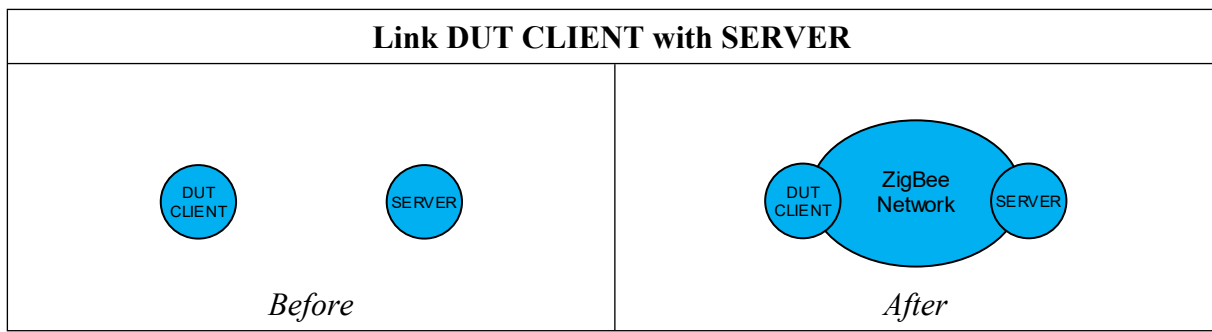 Link DUT CLIENT with SERVER
DUT
CLIENT
SERVER
Before
DUT
CLIENT
ZigBee
Network
SERVER
After